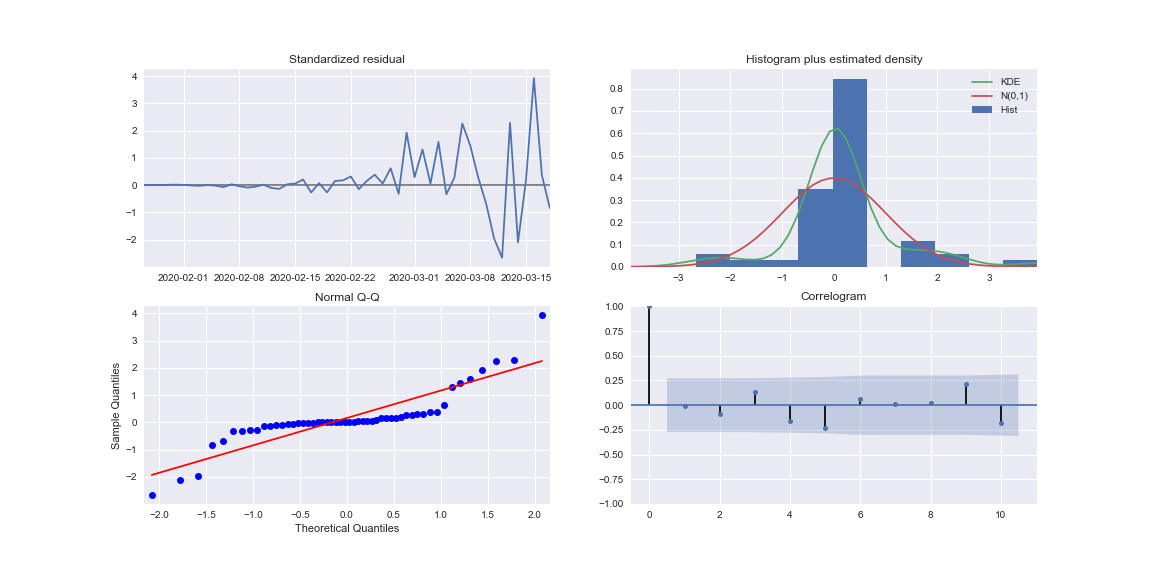 Standardized residual
4
3
2
1
0
−1
−2
2020-02-01 2020-02-08 2020-02-15 2020-02-22 2020-03-01 2020-03-08 2020-03-15
Histogram plus estimated density
KDE
N(0,1)
Hist
0.8
0.7
0.6
0.5
0.4
0.3
0.2
0.1
0.0
−3 −2 −1 0 1 2 3
Normal Q-Q
Sample Quantiles
4
3
2
1
0
−1
−2
−2.0 −1.5 −1.0 −0.5 0.0 0.5 1.0 1.5 2.0
Theoretical Quantiles
Correlogram
1.00
0.75
0.50
0.25
0.00
−0.25
−0.50
−0.75
−1.00
0 2 4 6 8 10